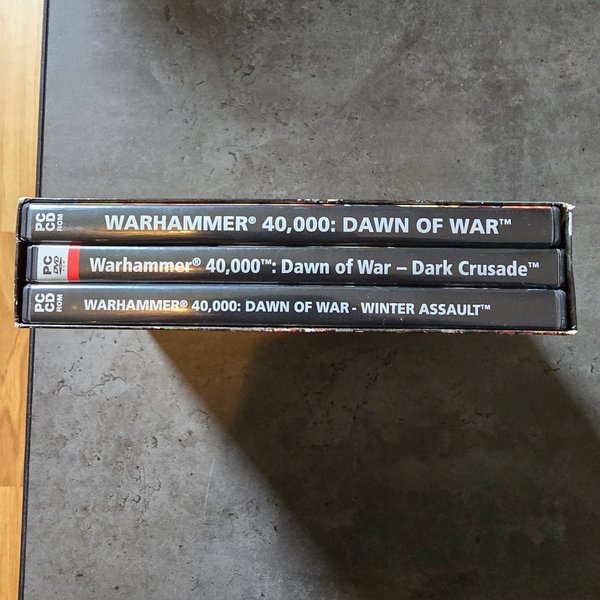 PC CD ROM WARHAMMER® 40,000: DAWN OF WAR™
PC DVD Warhammer® 40,000™: Dawn of War – Dark Crusade™
PC CD ROM WARHAMMER® 40,000: DAWN OF WAR - WINTER ASSAULT™